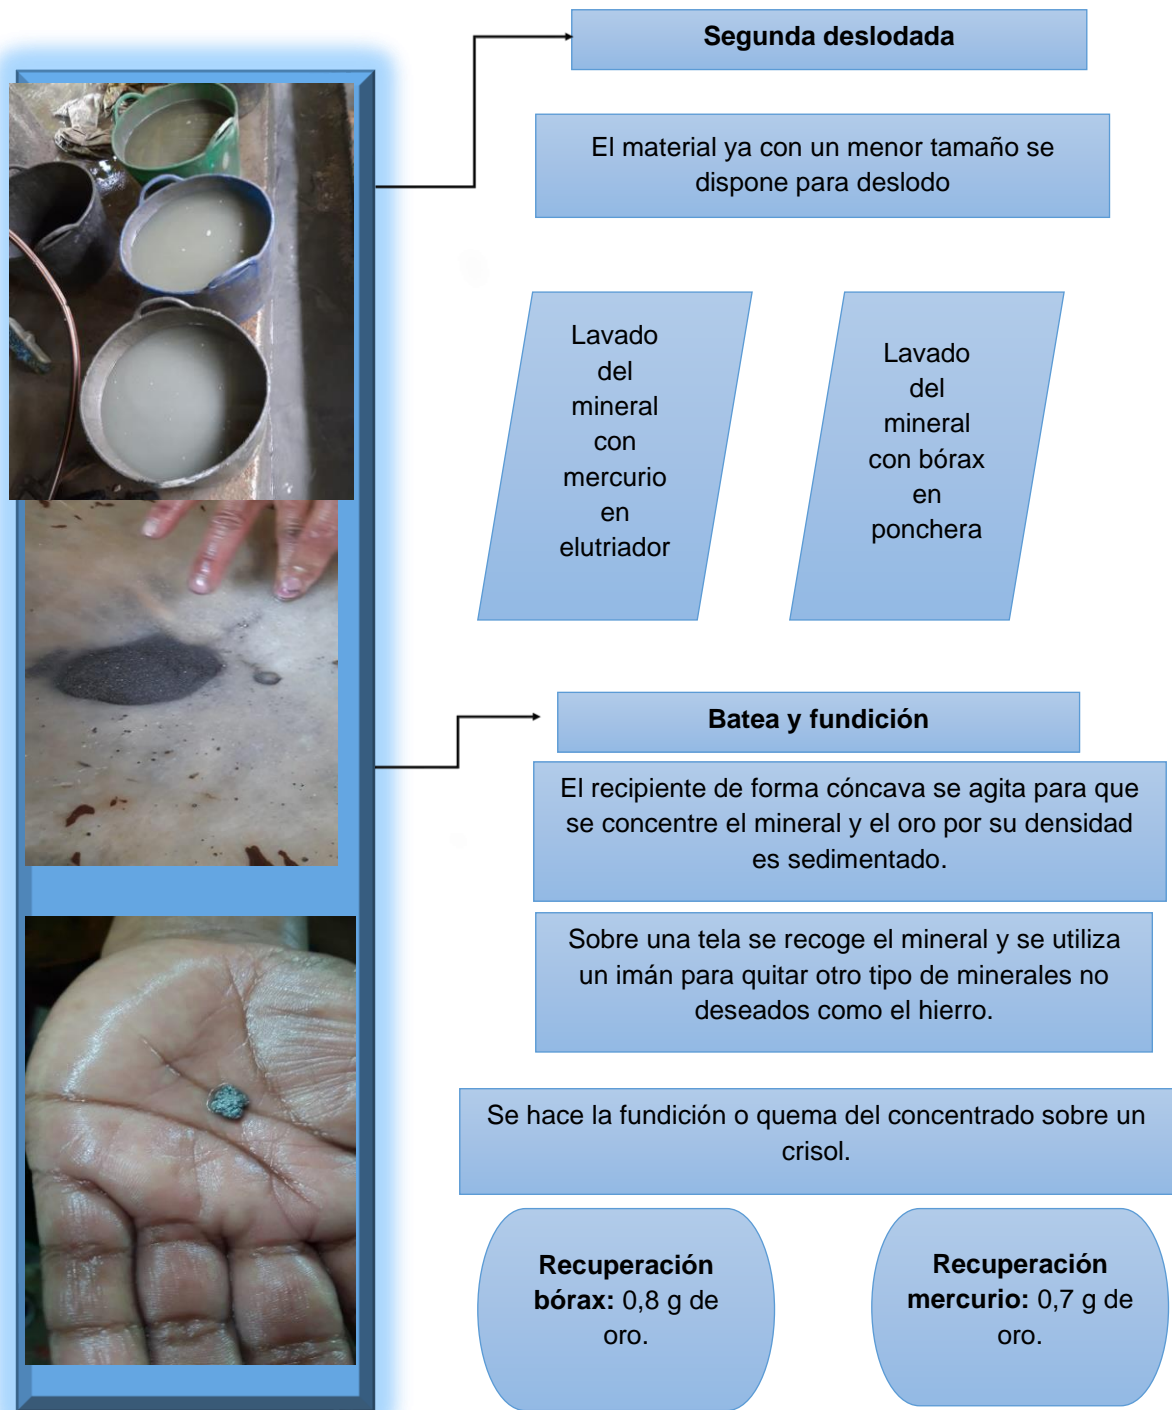 Segunda deslodada
El material ya con un menor tamaño se
dispone para deslodo
Lavado
del
mineral
con
mercurio
en
elutriador
Lavado
del
mineral
con bórax
en
ponchera
Batea y fundición
El recipiente de forma cóncava se agita para que
se concentre el mineral y el oro por su densidad
es sedimentado.
Sobre una tela se recoge el mineral y se utiliza
un imán para quitar otro tipo de minerales no
deseados como el hierro.
Se hace la fundición o quema del concentrado sobre un
crisol.
Recuperación
bórax: 0,8 g de
oro.
Recuperación
mercurio: 0,7 g de
oro.